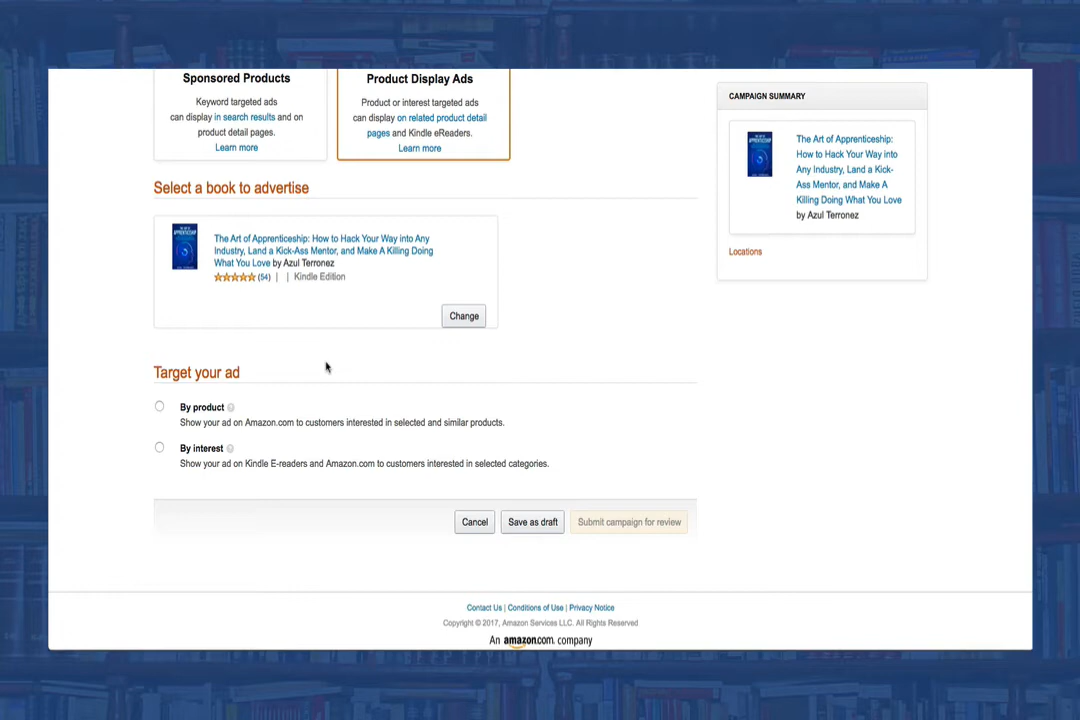 Sponsored Products
Keyword targeted ads
can display in search results and on
product detail pages.
Learn more
Product Display Ads
Product or interest targeted ads
can display on related product detail
pages and Kindle eReaders.
Learn more
Select a book to advertise
The Art of Apprenticeship: How to Hack Your Way into Any
Industry, Land a Kick-Ass Mentor, and Make A Killing Doing
What You Love by Azul Terronez
(54) | | Kindle Edition
Change
Target your ad
By product
Show your ad on Amazon.com to customers interested in selected and similar products.
By interest
Show your ad on Kindle E-readers and Amazon.com to customers interested in selected categories.
Cancel
Save as draft
Submit campaign for review
CAMPAIGN SUMMARY
The Art of Apprenticeship:
How to Hack Your Way into
Any Industry, Land a Kick-
Ass Mentor, and Make A
Killing Doing What You Love
by Azul Terronez
Locations
Contact Us | Conditions of Use | Privacy Notice
Copyright © 2017, Amazon Services LLC. All Rights Reserved
An amazon.com. company